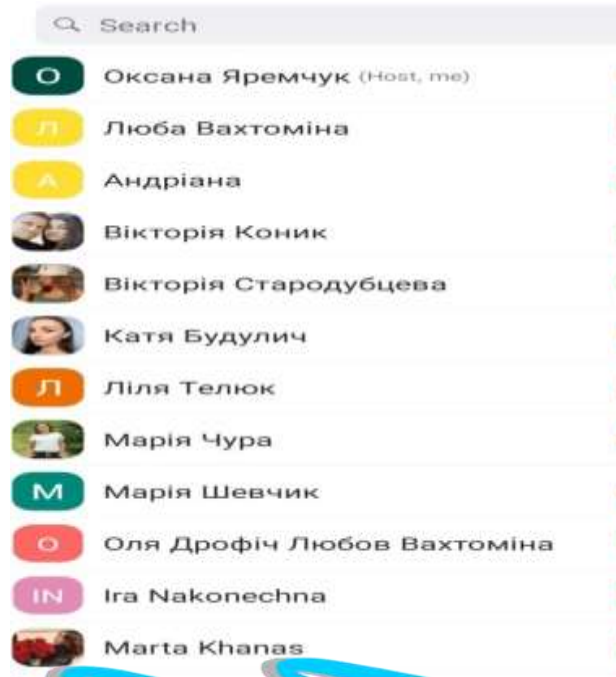 Search
О Оксана Яремчук (Host, me)
Л Люба Вахтоміна
А Андріана
Вікторія Коник
Вікторія Стародубцева
Катя Будулич
Л Ліля Телюк
Марія Чура
М Марія Шевчик
О Оля Дрофіч Любов Вахтоміна
IN Ira Nakonechna
Marta Khanas